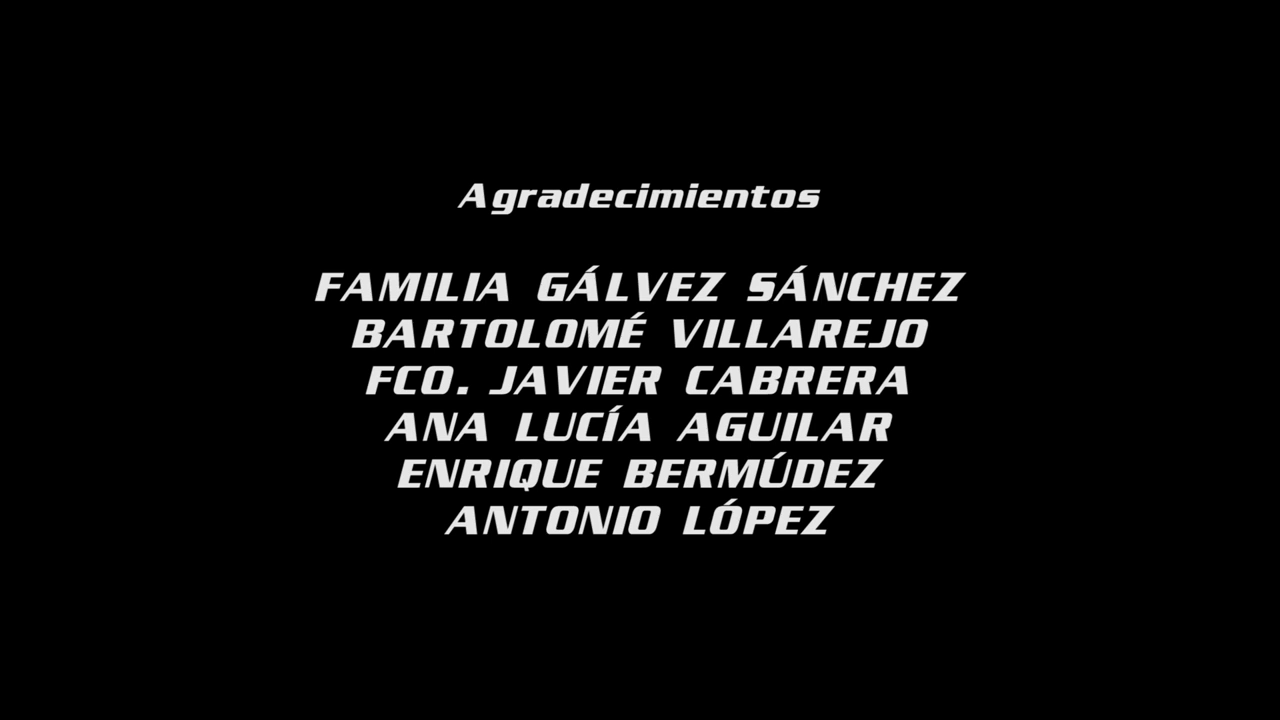 Agradecimientos
FAMILIA GÁLVEZ SÁNCHEZ
BARTOLOMÉ VILLAREJO
FCO. JAVIER CABRERA
ANA LUCÍA AGUILAR
ENRIQUE BERMÚDEZ
ANTONIO LÓPEZ